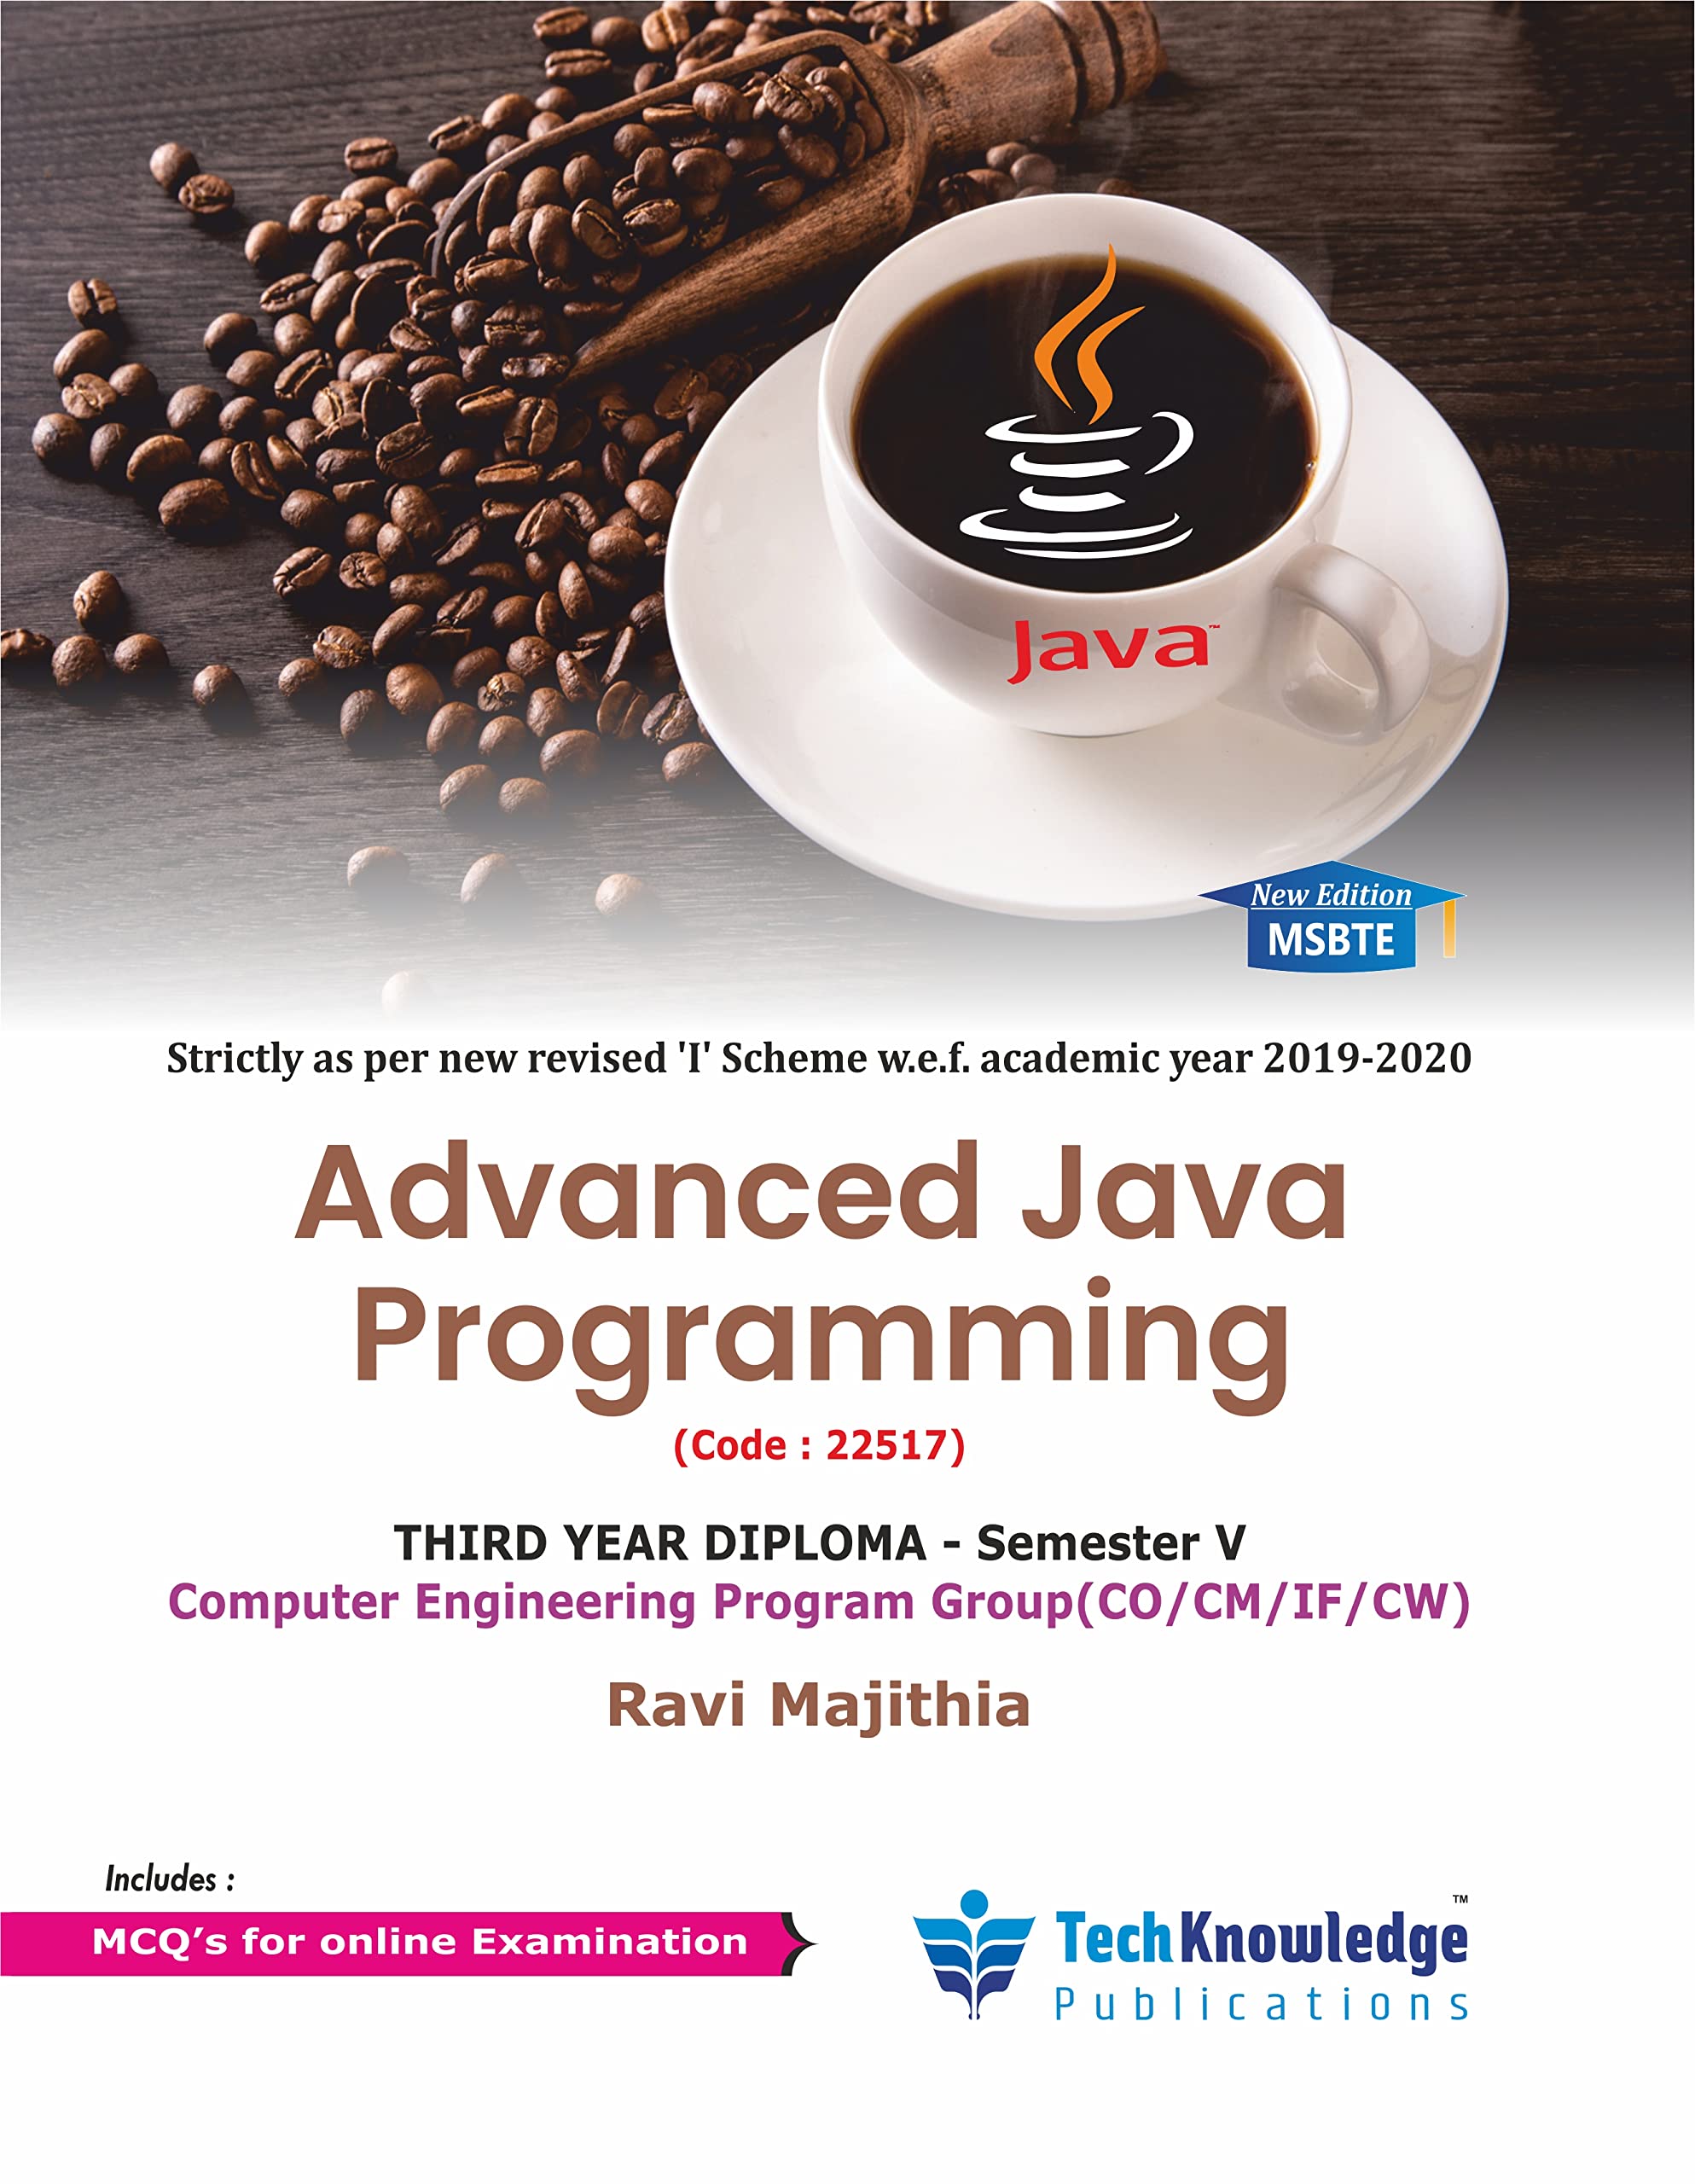 Java™
New Edition
MSBTE
Strictly as per new revised 'I' Scheme w.e.f. academic year 2019-2020
Advanced Java
Programming
(Code : 22517)
THIRD YEAR DIPLOMA - Semester V
Computer Engineering Program Group(CO/CM/IF/CW)
Ravi Majithia
Includes :
MCQ’s for online Examination
TechKnowledge™
Publications